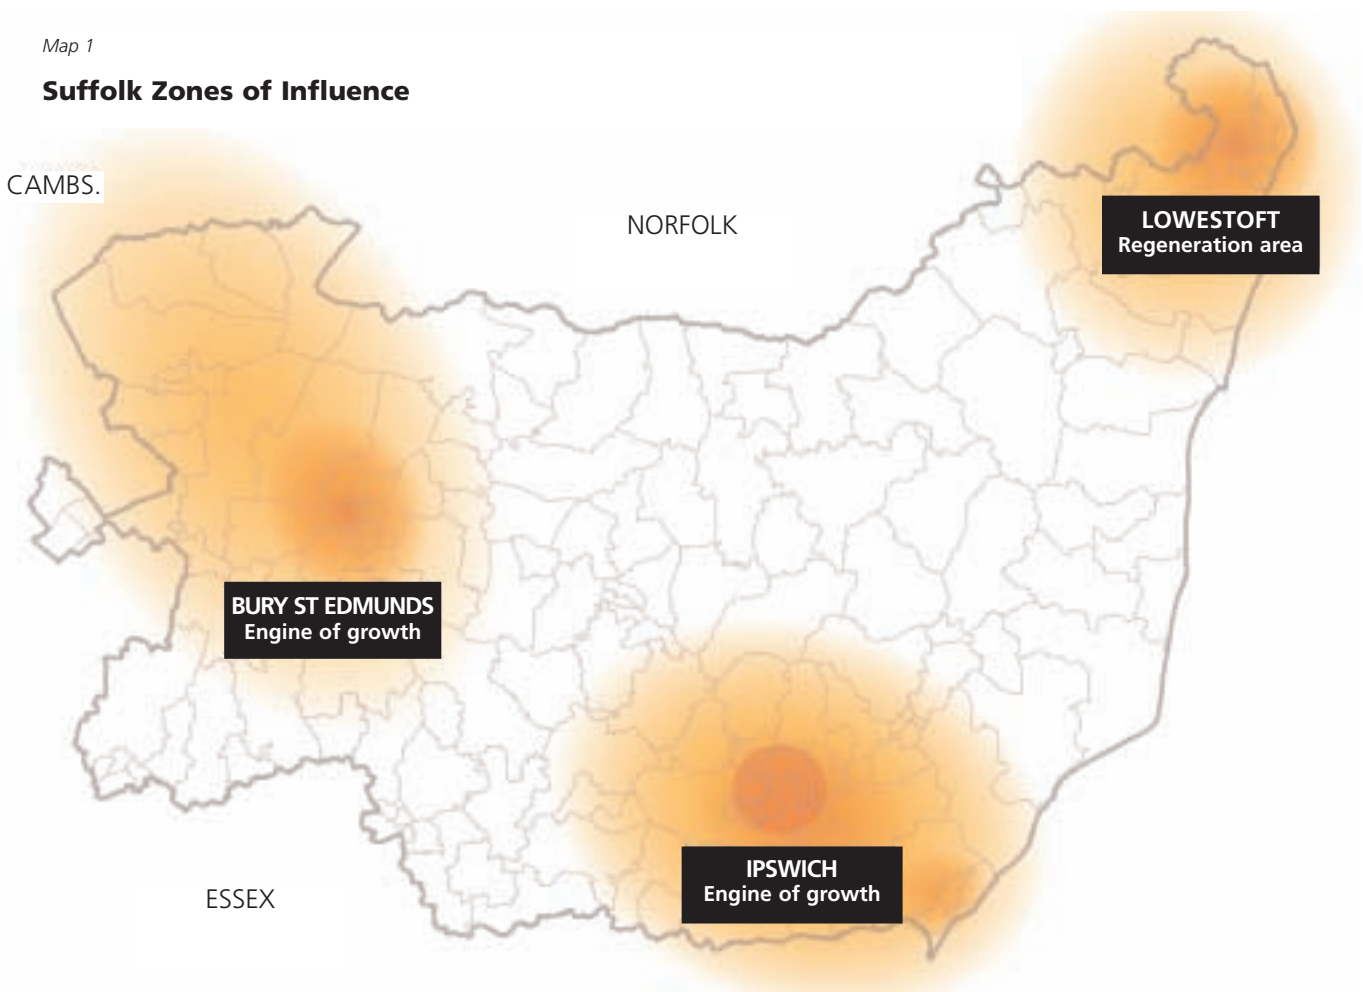 Map 1
Suffolk Zones of Influence
CAMBS.
NORFOLK
LOWESTOFT
Regeneration area
BURY ST EDMUNDS
Engine of growth
IPSWICH
Engine of growth
ESSEX